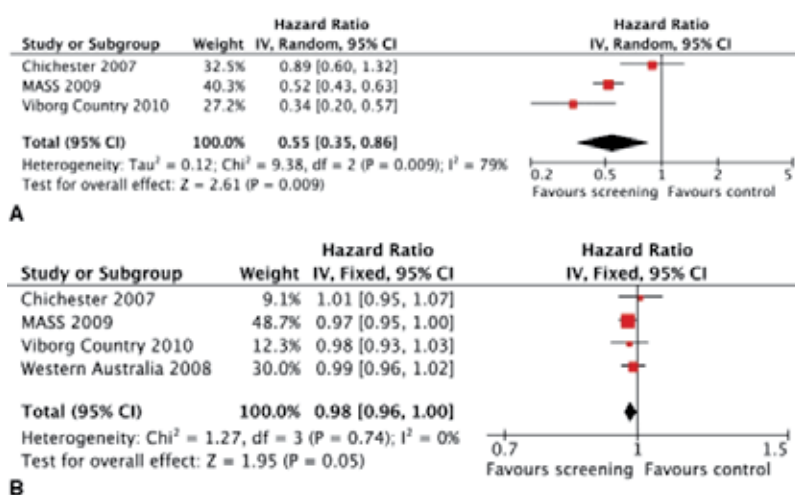 Hazard Ratio Hazard Ratio
Study or Subgroup Weight IV, Random, 95% CI IV, Random, 95% CI
Chichester 2007 32.5% 0.89 [0.60, 1.32]
MASS 2009 40.3% 0.52 [0.43, 0.63]
Viborg Country 2010 27.2% 0.34 [0.20, 0.57]
Total (95% CI) 100.0% 0.55 [0.35, 0.86]
Heterogeneity: Tau² = 0.12; Chi² = 9.38, df = 2 (P = 0.009); I² = 79%
Test for overall effect: Z = 2.61 (P = 0.009)
0.2 0.5 1 2 5
Favours screening Favours control
A
Hazard Ratio Hazard Ratio
Study or Subgroup Weight IV, Fixed, 95% CI IV, Fixed, 95% CI
Chichester 2007 9.1% 1.01 [0.95, 1.07]
MASS 2009 48.7% 0.97 [0.95, 1.00]
Viborg Country 2010 12.3% 0.98 [0.93, 1.03]
Western Australia 2008 30.0% 0.99 [0.96, 1.02]
Total (95% CI) 100.0% 0.98 [0.96, 1.00]
Heterogeneity: Chi² = 1.27, df = 3 (P = 0.74); I² = 0%
Test for overall effect: Z = 1.95 (P = 0.05)
0.7 1 1.5
Favours screening Favours control
B